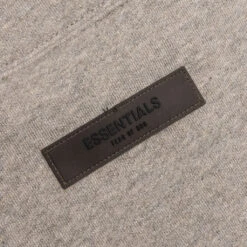 ESSENTIALS
FEAR OF GOD